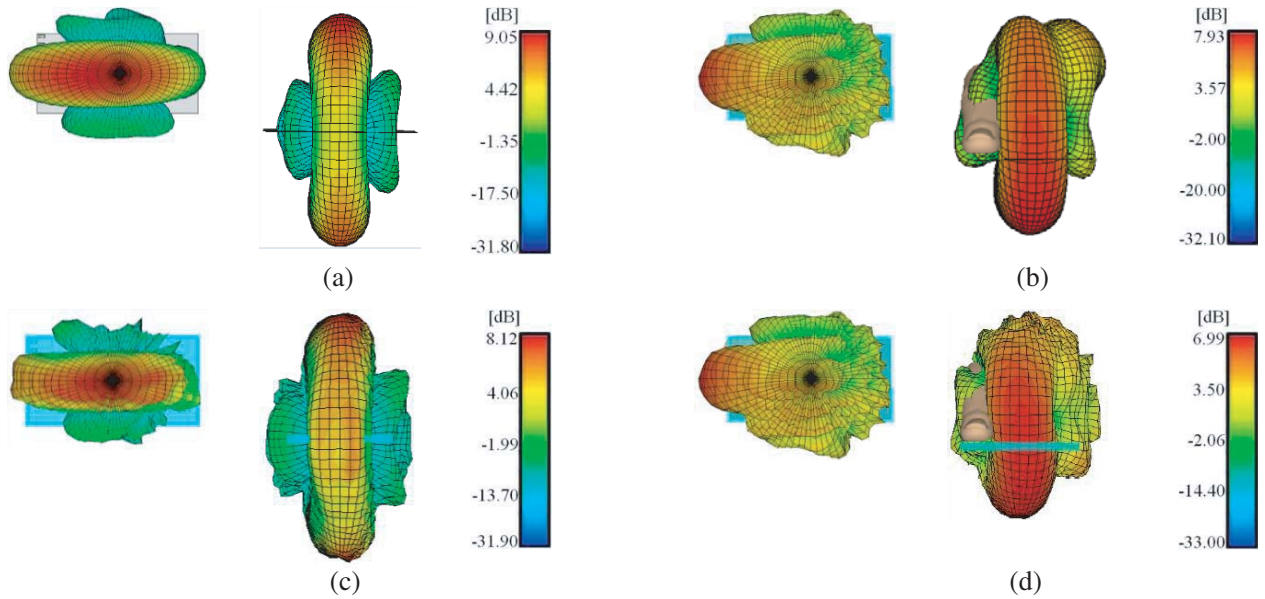 [dB]
9.05
4.42
-1.35
-17.50
-31.80
(a)
[dB]
7.93
3.57
-2.00
-20.00
-32.10
(b)
[dB]
8.12
4.06
-1.99
-13.70
-31.90
(c)
[dB]
6.99
3.50
-2.06
-14.40
-33.00
(d)